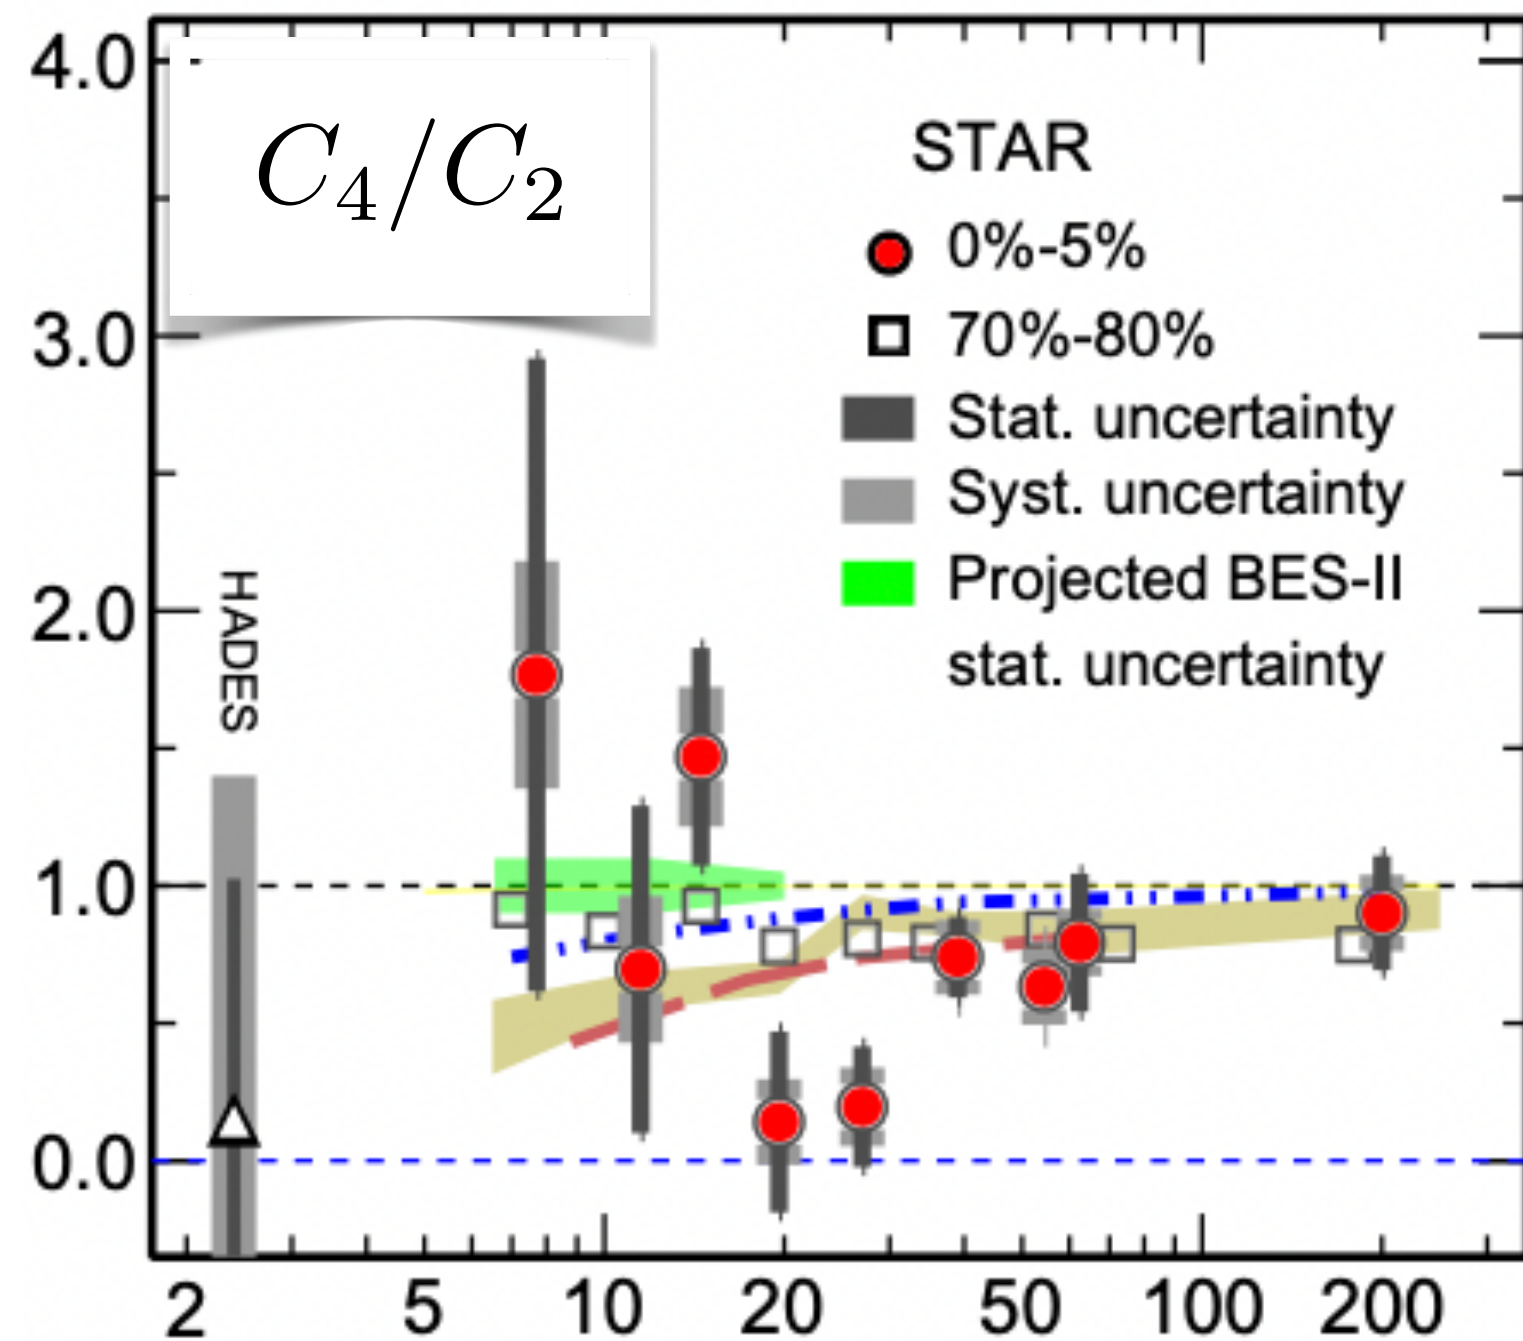 4.0
C₄/C₂
STAR
0%-5%
3.0
70%-80%
Stat. uncertainty
Syst. uncertainty
HADES
2.0
Projected BES-II
stat. uncertainty
1.0
0.0
2 5 10 20 50 100 200